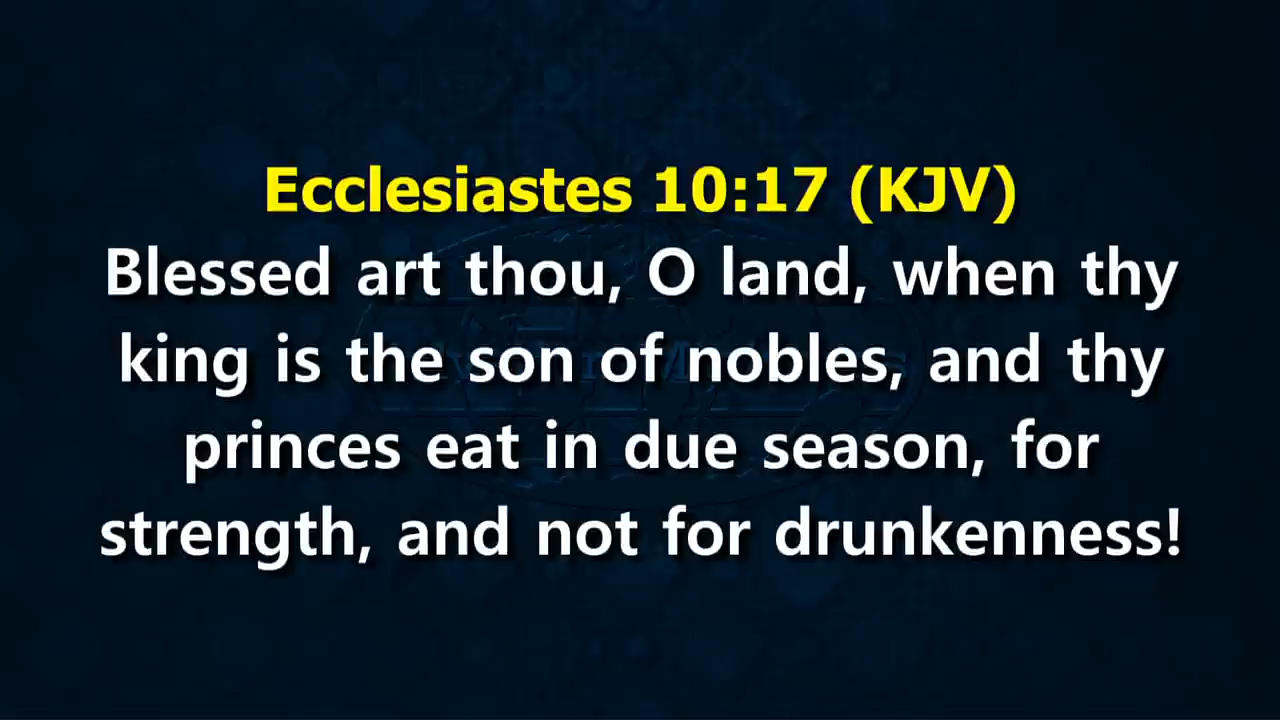 Ecclesiastes 10:17 (KJV)
Blessed art thou, O land, when thy
king is the son of nobles, and thy
princes eat in due season, for
strength, and not for drunkenness!